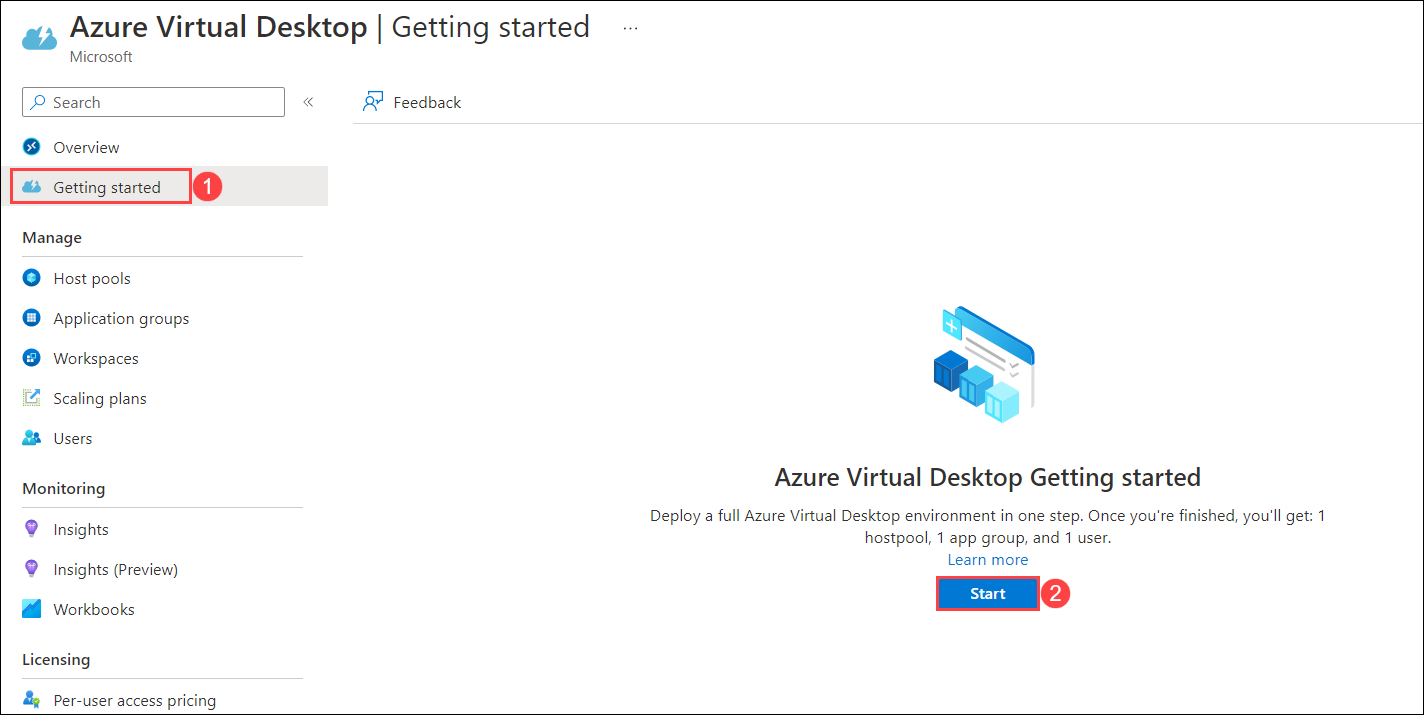 Azure Virtual Desktop | Getting started ...
Microsoft
Search «
Feedback
Overview
Getting started 1
Manage
Host pools
Application groups
Workspaces
Scaling plans
Users
Monitoring
Insights
Insights (Preview)
Workbooks
Licensing
Per-user access pricing
Azure Virtual Desktop Getting started
Deploy a full Azure Virtual Desktop environment in one step. Once you're finished, you'll get: 1
hostpool, 1 app group, and 1 user.
Learn more
Start 2